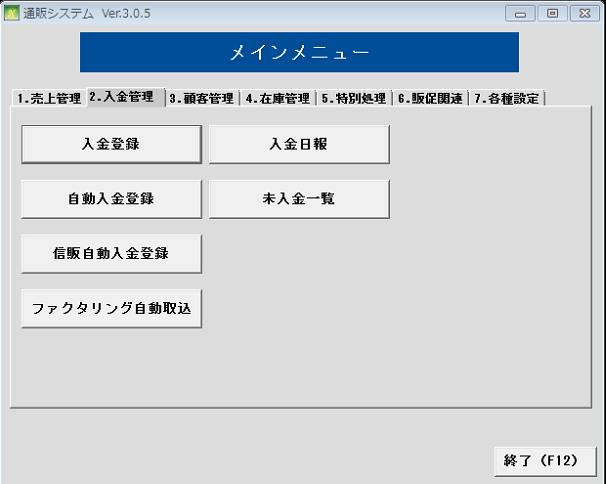 通販システム Ver.3.0.5
メインメニュー
1.売上管理 2.入金管理 3.顧客管理 4.在庫管理 5.特別処理 6.販促関連 7.各種設定
入金登録 入金日報
自動入金登録 未入金一覧
信販自動入金登録
ファクタリング自動取込
終了（F12）